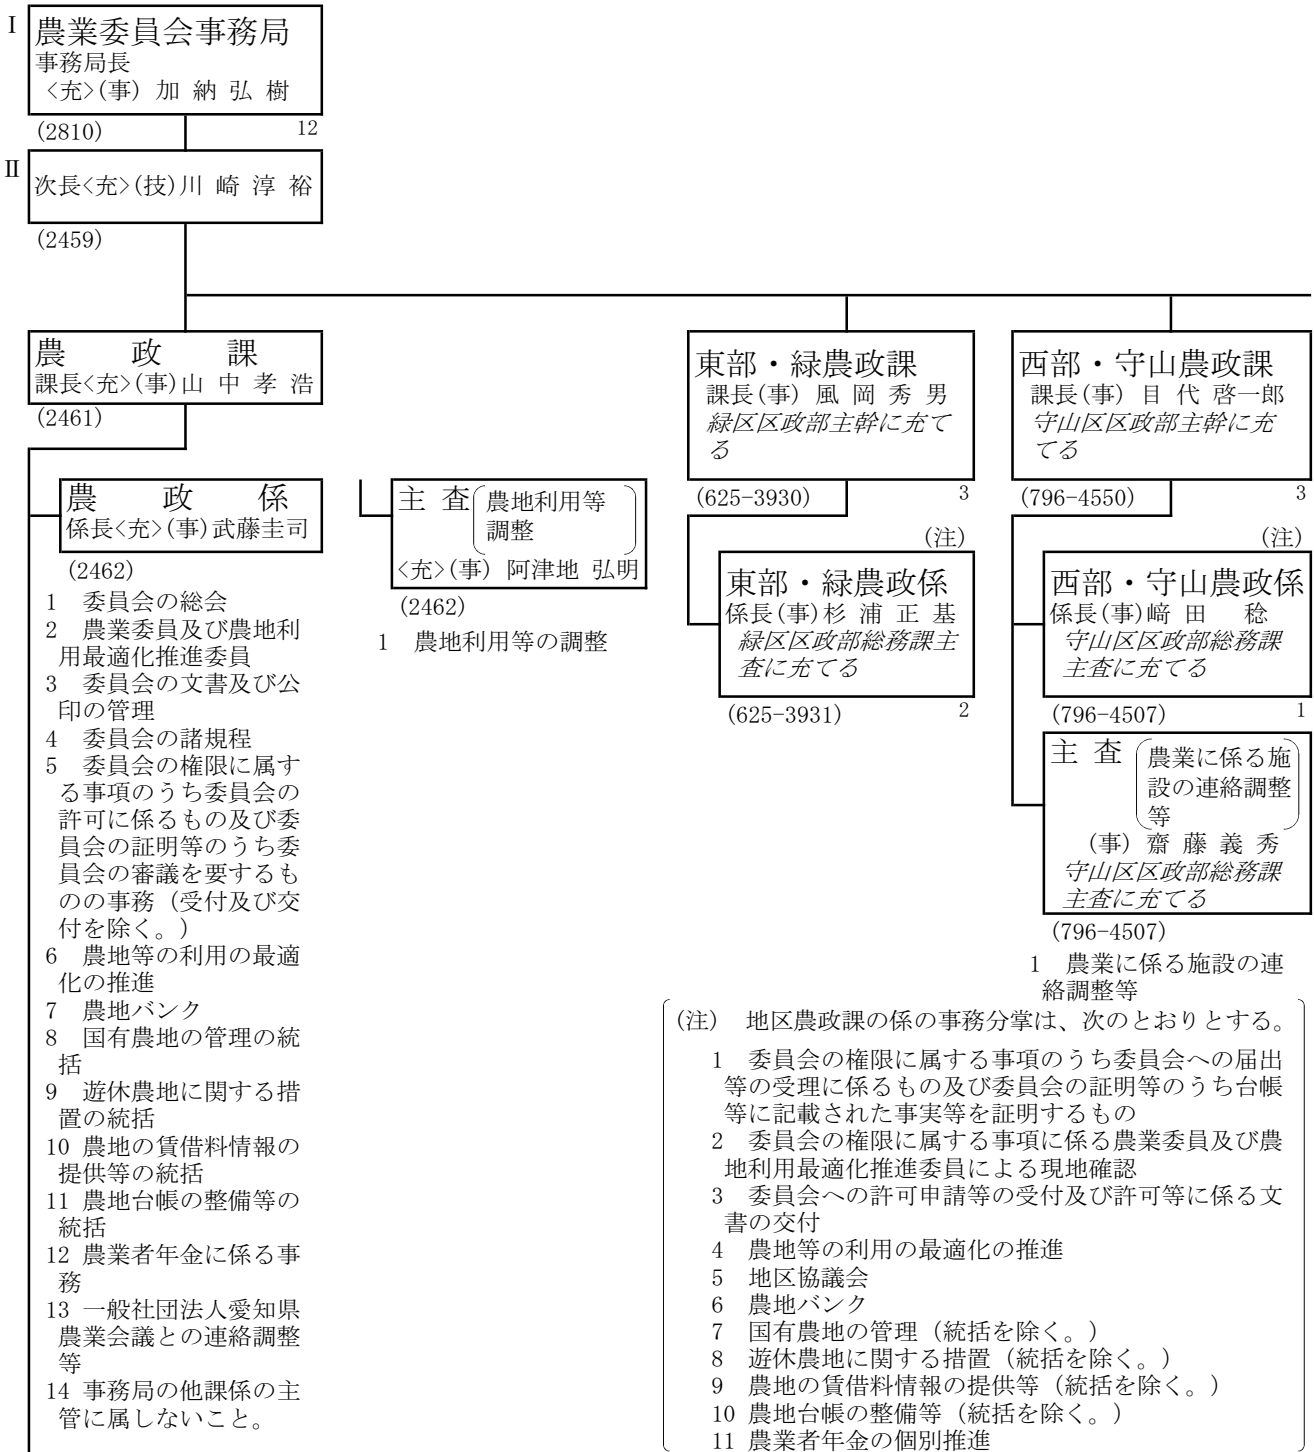 Ⅰ
農業委員会事務局
事務局長
<充>(事) 加 納 弘 樹
(2810) 12
Ⅱ
次長<充>(技)川 崎 淳 裕
(2459)
農 政 課
課長<充>(事)山 中 孝 浩
(2461)
農 政 係
係長<充>(事)武藤圭司
(2462)
1 委員会の総会
2 農業委員及び農地利
用最適化推進委員
3 委員会の文書及び公
印の管理
4 委員会の諸規程
5 委員会の権限に属す
る事項のうち委員会の
許可に係るもの及び委
員会の証明等のうち委
員会の審議を要するも
のの事務（受付及び交
付を除く。）
6 農地等の利用の最適
化の推進
7 農地バンク
8 国有農地の管理の統
括
9 遊休農地に関する措
置の統括
10 農地の賃借料情報の
提供等の統括
11 農地台帳の整備等の
統括
12 農業者年金に係る事
務
13 一般社団法人愛知県
農業会議との連絡調整
等
14 事務局の他課係の主
管に属しないこと。
主 査
農地利用等
調整
<充>(事) 阿津地 弘明
(2462)
1 農地利用等の調整
東部・緑農政課
課長(事) 風 岡 秀 男
緑区区政部主幹に充て
る
(625-3930) 3
(注)
東部・緑農政係
係長(事)杉 浦 正 基
緑区区政部総務課主
査に充てる
(625-3931) 2
西部・守山農政課
課長(事) 目 代 啓一郎
守山区区政部主幹に充
てる
(796-4550) 3
(注)
西部・守山農政係
係長(事)﨑 田 稔
守山区区政部総務課
主査に充てる
(796-4507) 1
主 査
農業に係る施
設の連絡調整
等
(事) 齋 藤 義 秀
守山区区政部総務課
主査に充てる
(796-4507)
1 農業に係る施設の連
絡調整等
(注) 地区農政課の係の事務分掌は、次のとおりとする。
1 委員会の権限に属する事項のうち委員会への届出
等の受理に係るもの及び委員会の証明等のうち台帳
等に記載された事実等を証明するもの
2 委員会の権限に属する事項に係る農業委員及び農
地利用最適化推進委員による現地確認
3 委員会への許可申請等の受付及び許可等に係る文
書の交付
4 農地等の利用の最適化の推進
5 地区協議会
6 農地バンク
7 国有農地の管理（統括を除く。）
8 遊休農地に関する措置（統括を除く。）
9 農地の賃借料情報の提供等（統括を除く。）
10 農地台帳の整備等（統括を除く。）
11 農業者年金の個別推進